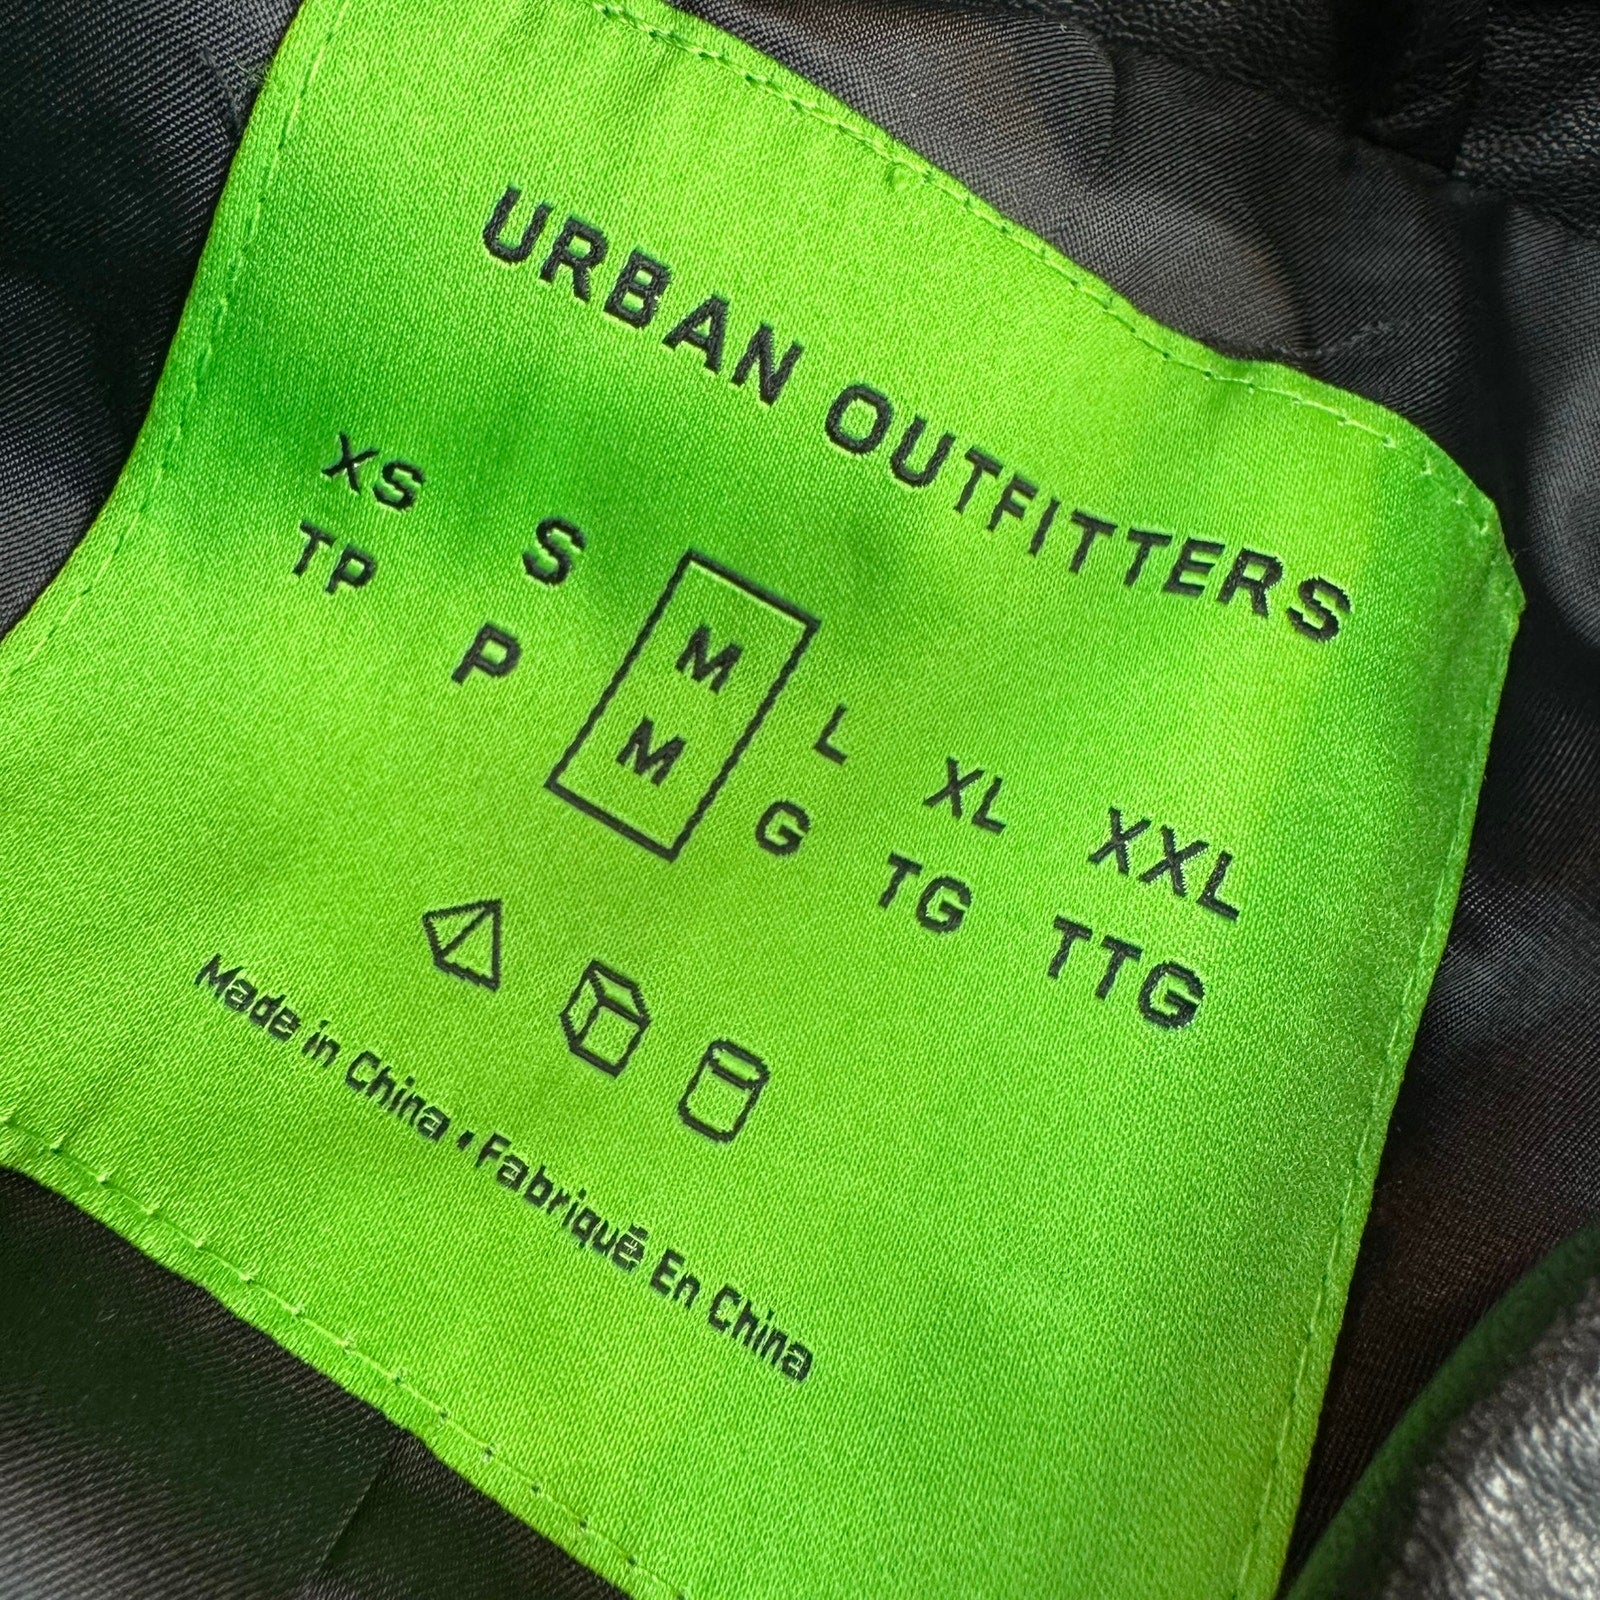 URBAN OUTFITTERS
XS S M L XL XXL
TP P M G TG TTG
Made in China • Fabriqué En China